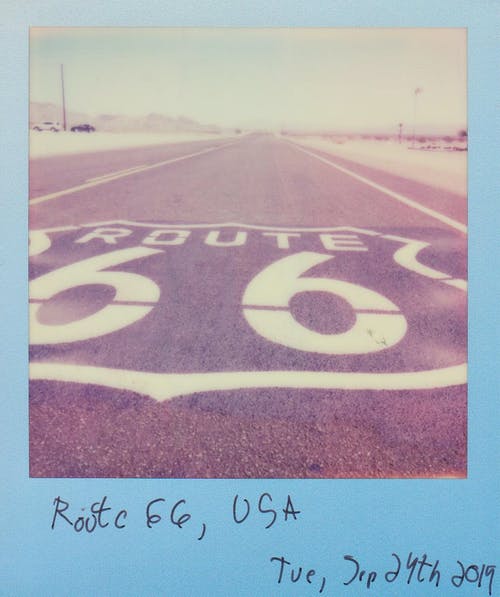 ROUTE
66
Route 66, USA
Tue, Sep 24th 2019